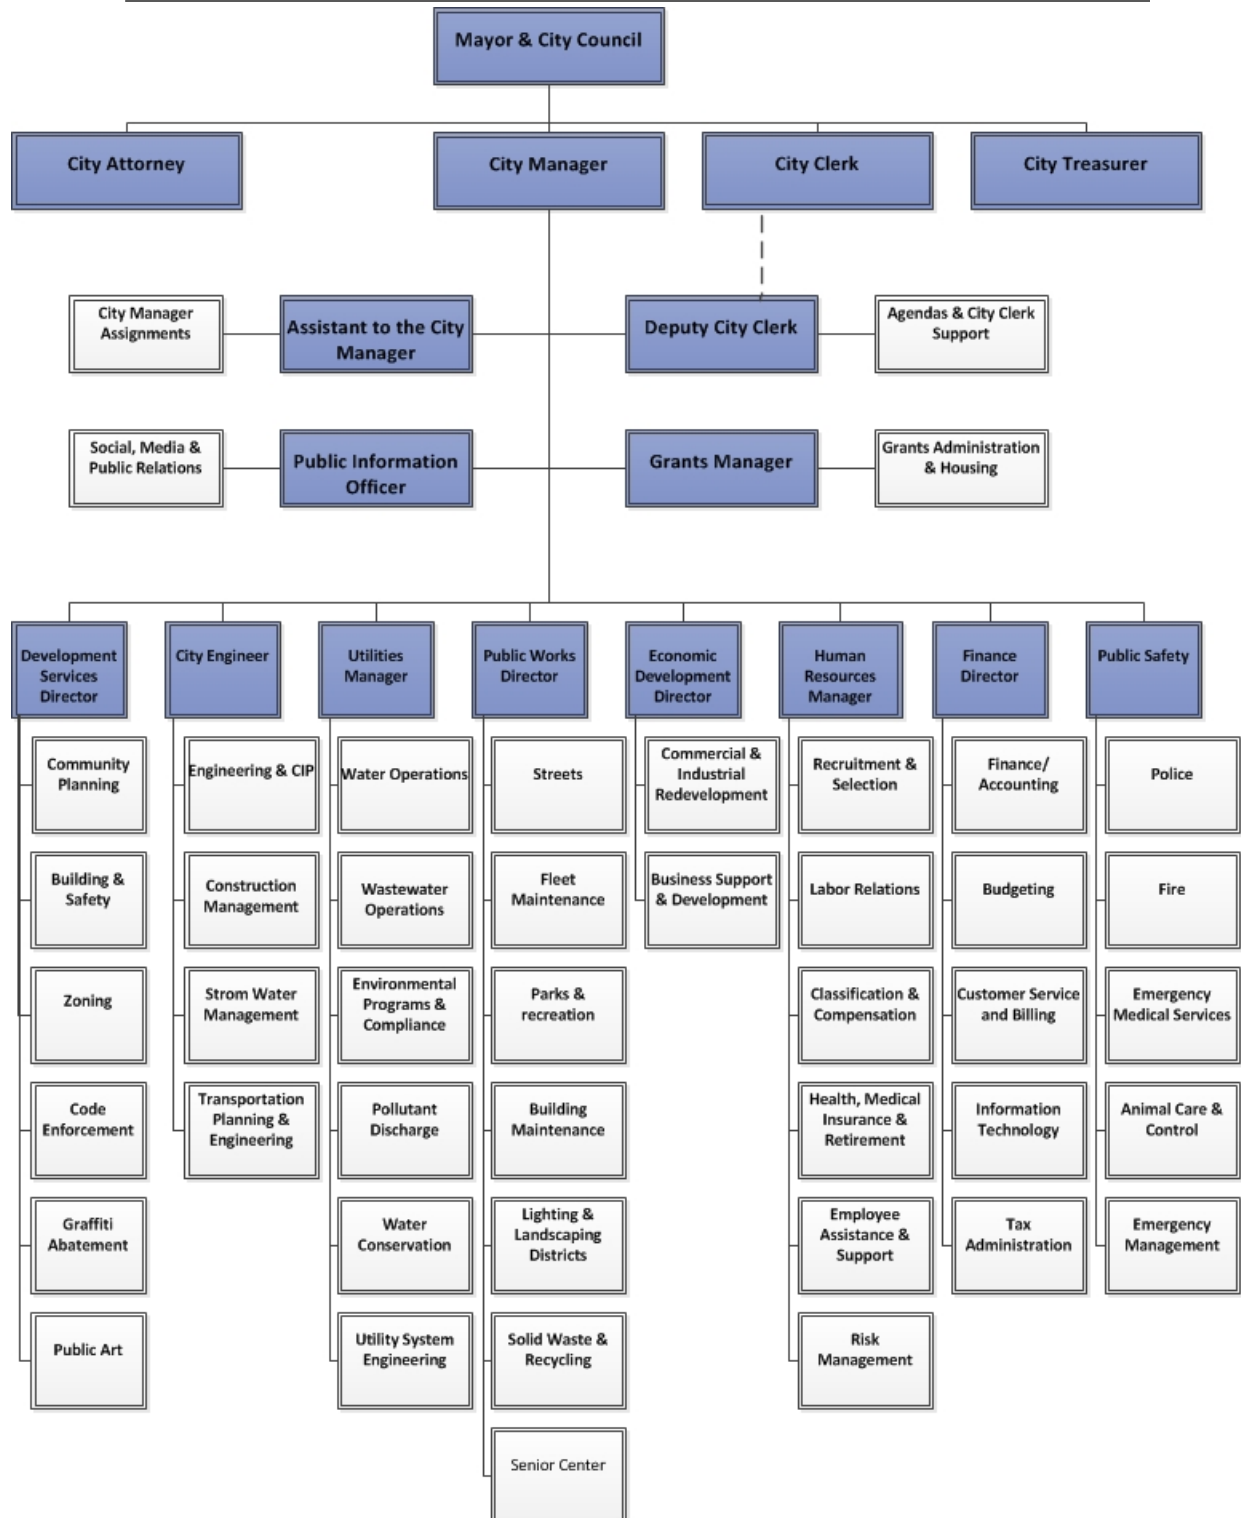 Mayor & City Council
City Attorney
City Manager
City Clerk
City Treasurer
City Manager
Assignments
Assistant to the City
Manager
Deputy City Clerk
Agendas & City Clerk
Support
Social, Media &
Public Relations
Public Information
Officer
Grants Manager
Grants Administration
& Housing
Development
Services
Director
City Engineer
Utilities
Manager
Public Works
Director
Economic
Development
Director
Human
Resources
Manager
Finance
Director
Public Safety
Community
Planning
Engineering & CIP
Water Operations
Streets
Commercial &
Industrial
Redevelopment
Recruitment &
Selection
Finance/
Accounting
Police
Building &
Safety
Construction
Management
Wastewater
Operations
Fleet
Maintenance
Business Support
& Development
Labor Relations
Budgeting
Fire
Zoning
Strom Water
Management
Environmental
Programs &
Compliance
Parks &
recreation
Classification &
Compensation
Customer Service
and Billing
Emergency
Medical Services
Code
Enforcement
Transportation
Planning &
Engineering
Pollutant
Discharge
Building
Maintenance
Health, Medical
Insurance &
Retirement
Information
Technology
Animal Care &
Control
Graffiti
Abatement
Water
Conservation
Lighting &
Landscaping
Districts
Employee
Assistance &
Support
Tax
Administration
Emergency
Management
Public Art
Utility System
Engineering
Solid Waste &
Recycling
Risk
Management
Senior Center